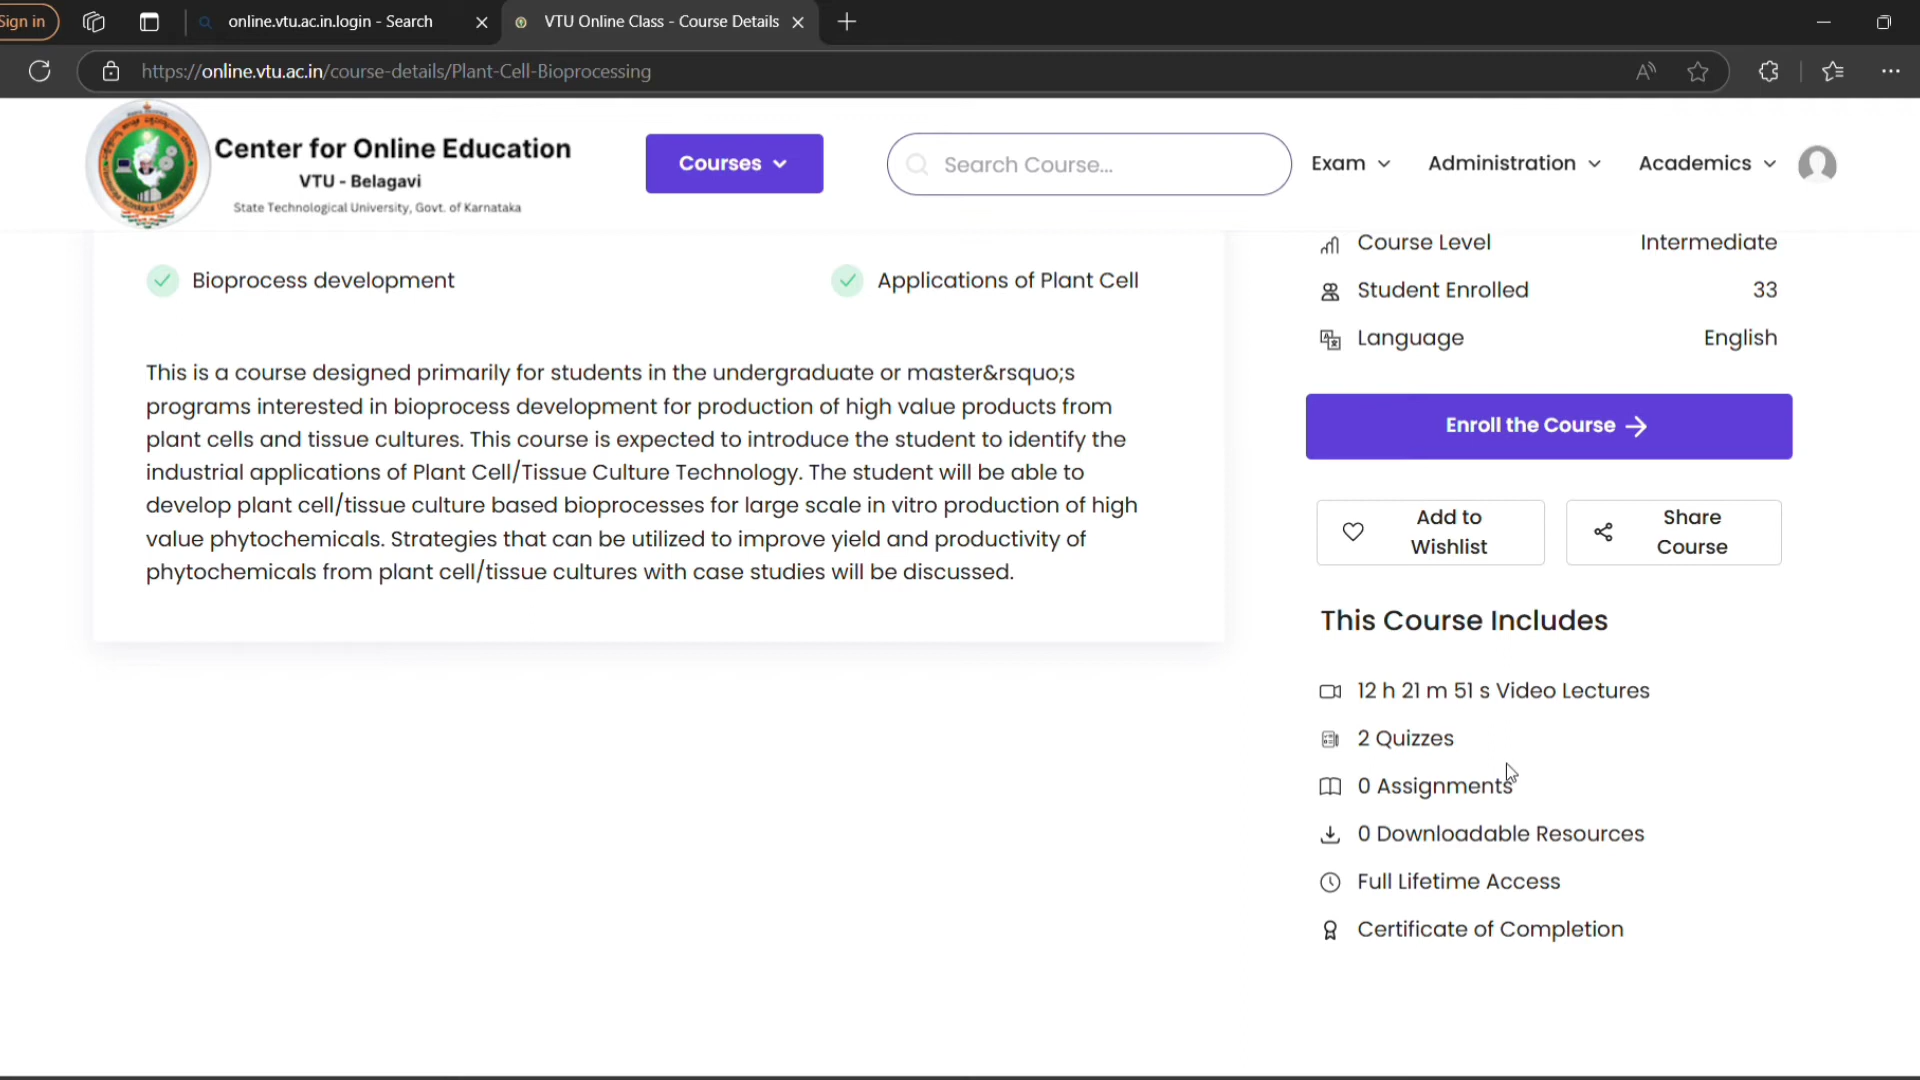 Sign in
online.vtu.ac.in.login - Search
VTU Online Class - Course Details
https://online.vtu.ac.in/course-details/Plant-Cell-Bioprocessing
Center for Online Education
VTU - Belagavi
State Technological University, Govt. of Karnataka
Courses
Search Course...
Exam
Administration
Academics
Bioprocess development
Applications of Plant Cell
This is a course designed primarily for students in the undergraduate or master&rsquo;s
programs interested in bioprocess development for production of high value products from
plant cells and tissue cultures. This course is expected to introduce the student to identify the
industrial applications of Plant Cell/Tissue Culture Technology. The student will be able to
develop plant cell/tissue culture based bioprocesses for large scale in vitro production of high
value phytochemicals. Strategies that can be utilized to improve yield and productivity of
phytochemicals from plant cell/tissue cultures with case studies will be discussed.
Course Level Intermediate
Student Enrolled 33
Language English
Enroll the Course
Add to
Wishlist
Share
Course
This Course Includes
12 h 21 m 51 s Video Lectures
2 Quizzes
0 Assignments
0 Downloadable Resources
Full Lifetime Access
Certificate of Completion